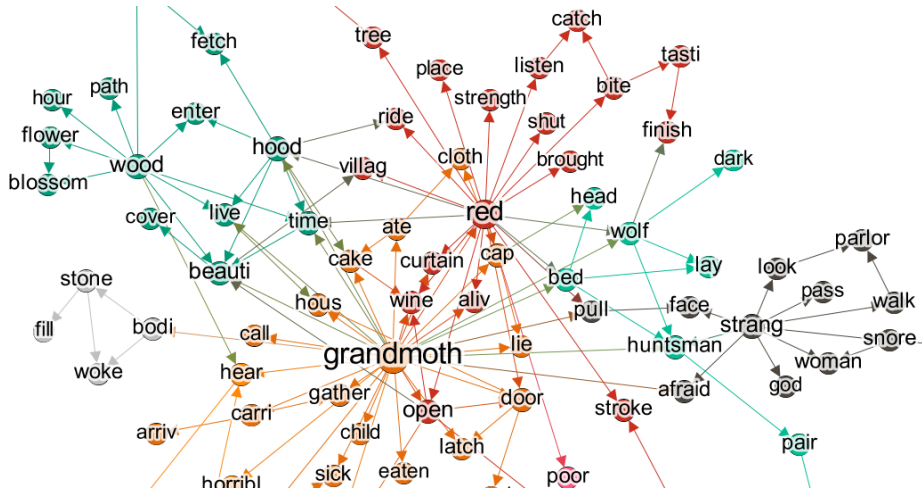 catch
tree
fetch
tasti
listen
place
bite
path
hour
strength
enter
ride
shut
flower
finish
hood
cloth
brought
dark
villag
wood
blossom
head
red
live
cover
time
ate
wolf
parlor
cake
curtain
cap
lay
look
beauti
bed
stone
pass
hous
wine
aliv
pull
face
walk
strang
fill
bodi
call
grandmoth
lie
huntsman
snore
woman
woke
hear
god
gather
afraid
door
carri
open
stroke
arriv
child
latch
pair
sick
eaten
poor
horribl